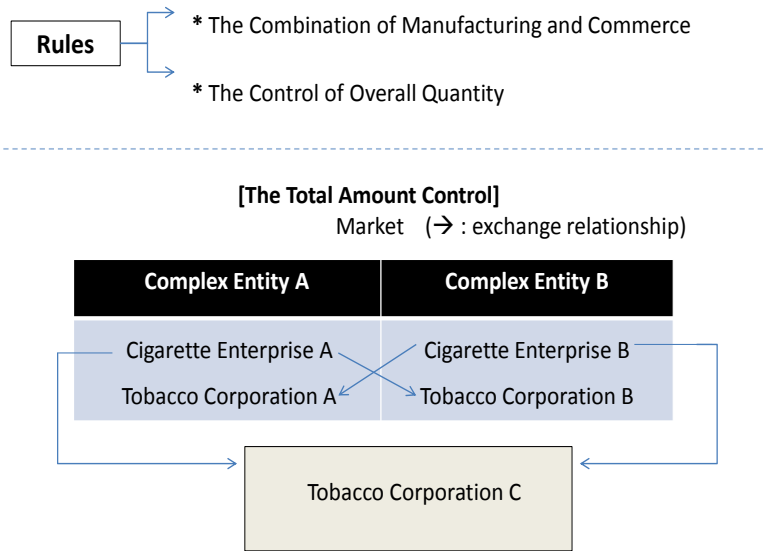 Rules
* The Combination of Manufacturing and Commerce
* The Control of Overall Quantity
[The Total Amount Control]
Market (→ : exchange relationship)
Complex Entity A Complex Entity B
Cigarette Enterprise A Cigarette Enterprise B
Tobacco Corporation A Tobacco Corporation B
Tobacco Corporation C